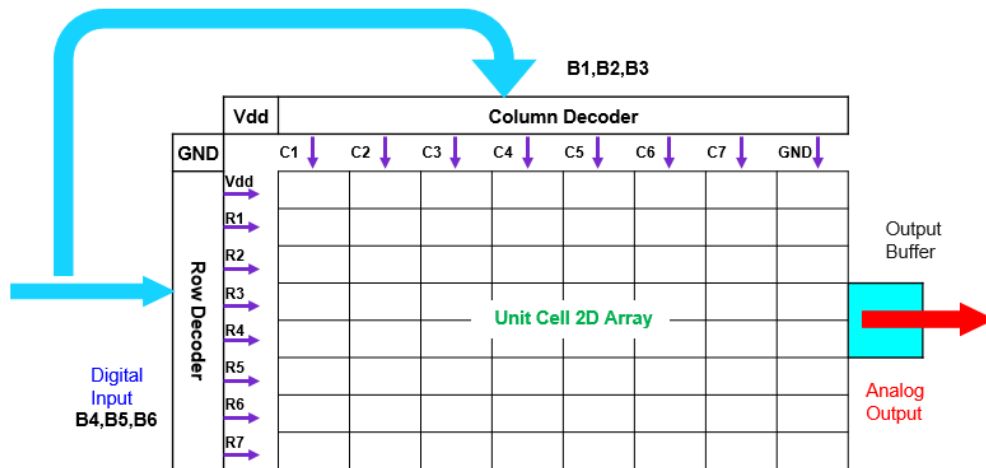 B1,B2,B3
Vdd
Column Decoder
GND
C1
C2
C3
C4
C5
C6
C7
GND
Vdd
R1
R2
R3
R4
R5
R6
R7
Row Decoder
Unit Cell 2D Array
Output
Buffer
Digital
Input
B4,B5,B6
Analog
Output